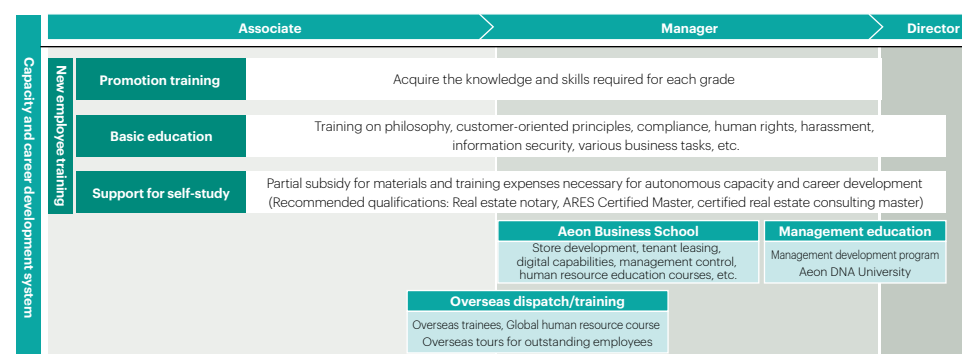 Associate
Manager
Director
Capacity and career development system
New employee training
Promotion training
Acquire the knowledge and skills required for each grade
Basic education
Training on philosophy, customer-oriented principles, compliance, human rights, harassment,
information security, various business tasks, etc.
Support for self-study
Partial subsidy for materials and training expenses necessary for autonomous capacity and career development
(Recommended qualifications: Real estate notary, ARES Certified Master, certified real estate consulting master)
Aeon Business School
Store development, tenant leasing,
digital capabilities, management control,
human resource education courses, etc.
Management education
Management development program
Aeon DNA University
Overseas dispatch/training
Overseas trainees, Global human resource course
Overseas tours for outstanding employees